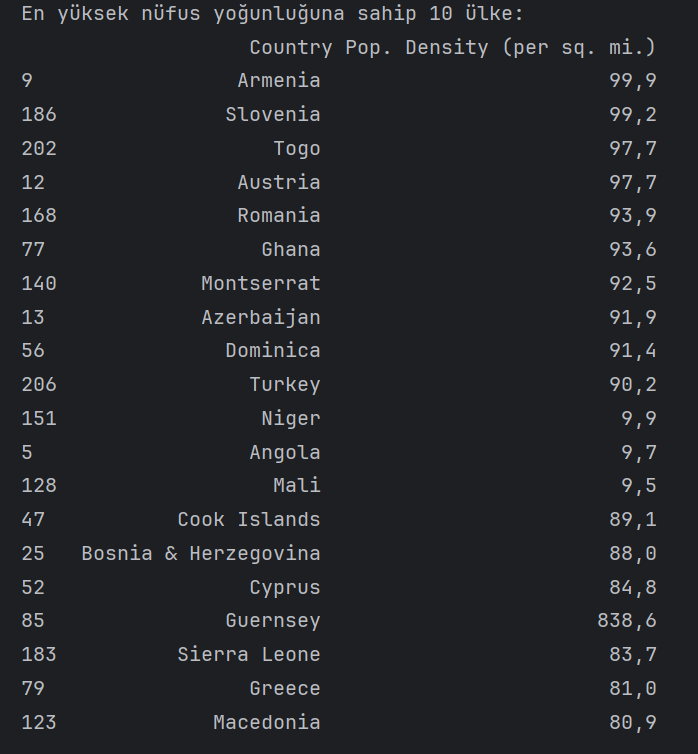 En yüksek nüfus yoğunluğuna sahip 10 ülke:
Country Pop. Density (per sq. mi.)
9 Armenia 99,9
186 Slovenia 99,2
202 Togo 97,7
12 Austria 97,7
168 Romania 93,9
77 Ghana 93,6
140 Montserrat 92,5
13 Azerbaijan 91,9
56 Dominica 91,4
206 Turkey 90,2
151 Niger 9,9
5 Angola 9,7
128 Mali 9,5
47 Cook Islands 89,1
25 Bosnia & Herzegovina 88,0
52 Cyprus 84,8
85 Guernsey 838,6
183 Sierra Leone 83,7
79 Greece 81,0
123 Macedonia 80,9